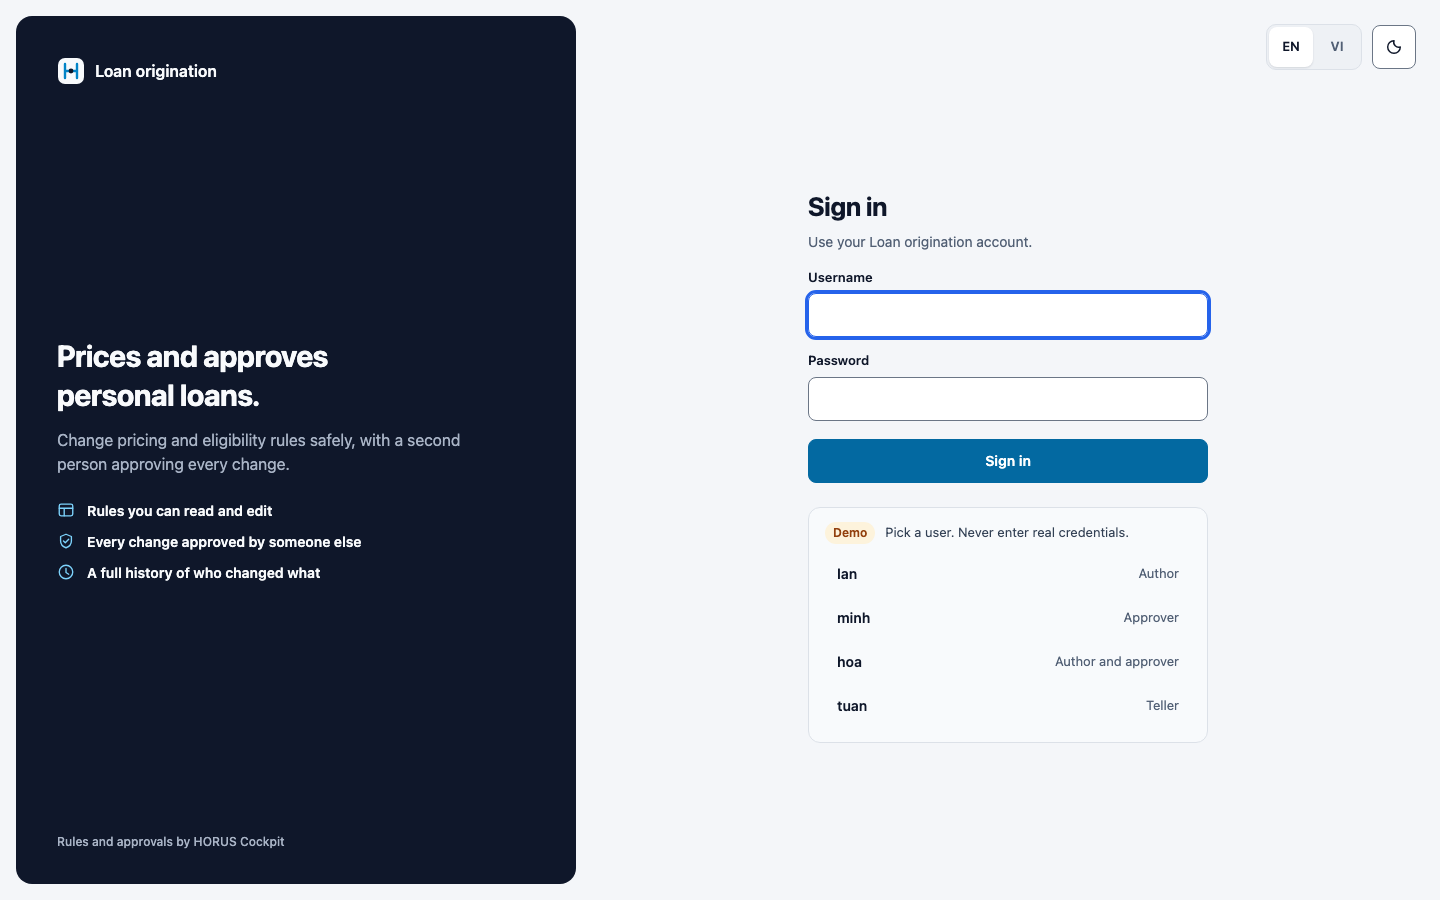 Loan origination
EN
VI
Prices and approves
personal loans.
Change pricing and eligibility rules safely, with a second
person approving every change.
Rules you can read and edit
Every change approved by someone else
A full history of who changed what
Rules and approvals by HORUS Cockpit
Sign in
Use your Loan origination account.
Username
Password
Sign in
Demo Pick a user. Never enter real credentials.
lan Author
minh Approver
hoa Author and approver
tuan Teller